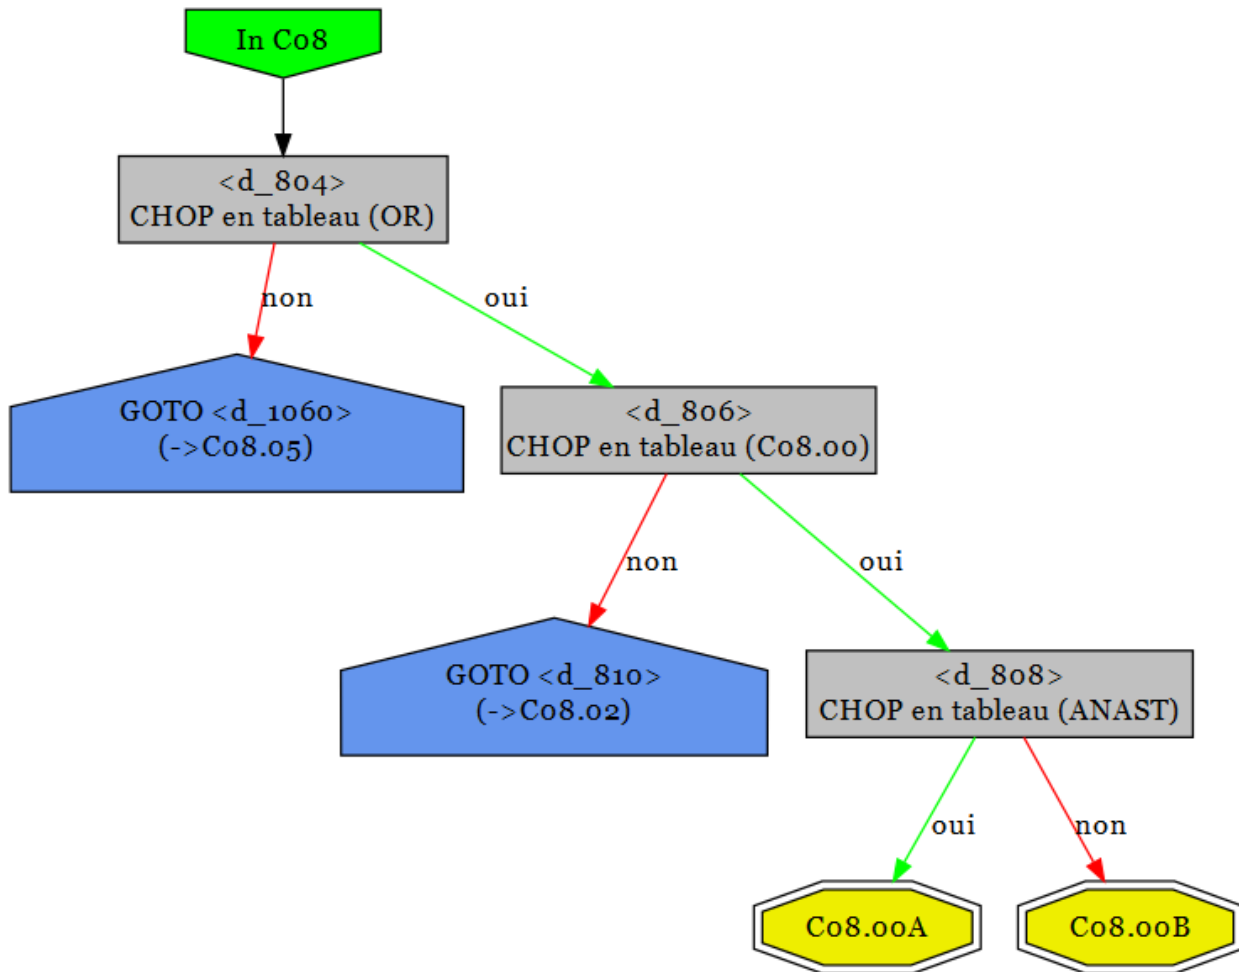 In C08
<d_804>
CHOP en tableau (OR)
non
oui
GOTO <d_1060>
(->C08.05)
<d_806>
CHOP en tableau (C08.00)
non
oui
GOTO <d_810>
(->C08.02)
<d_808>
CHOP en tableau (ANAST)
oui
non
C08.00A
C08.00B